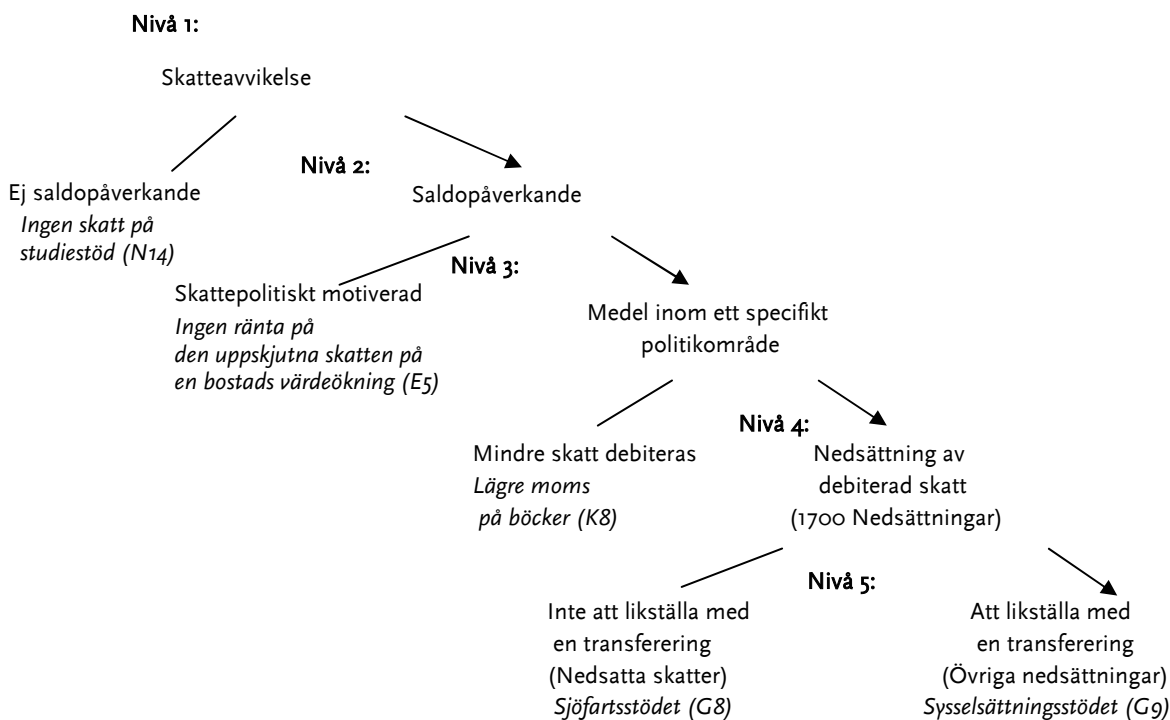 Nivå 1:
Skatteavvikelse
Nivå 2:
Ej saldopåverkande
Ingen skatt på
studiestöd (N14)
Saldopåverkande
Nivå 3:
Skattepolitiskt motiverad
Ingen ränta på
den uppskjutna skatten på
en bostads värdeökning (E5)
Medel inom ett specifikt
politikområde
Nivå 4:
Mindre skatt debiteras
Lägre moms
på böcker (K8)
Nedsättning av
debiterad skatt
(1700 Nedsättningar)
Nivå 5:
Inte att likställa med
en transferering
(Nedsatta skatter)
Sjöfartsstödet (G8)
Att likställa med
en transferering
(Övriga nedsättningar)
Sysselsättningsstödet (G9)